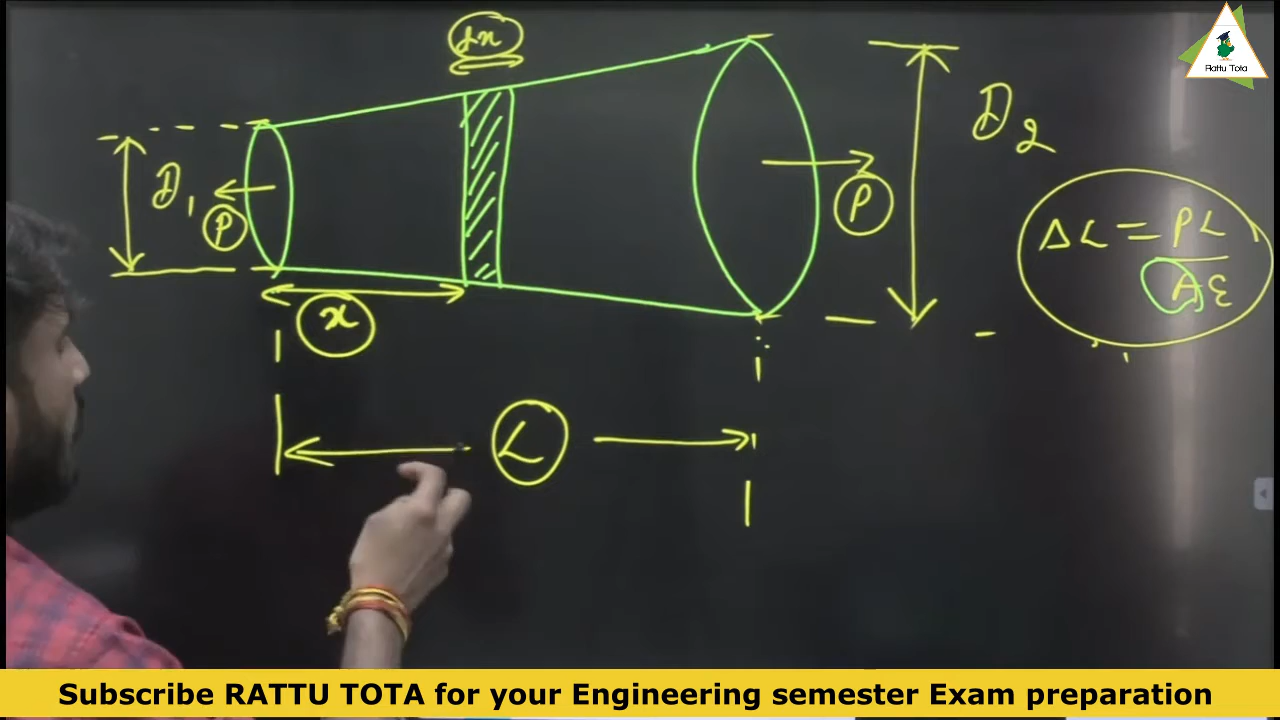 dx
Rattu Tota
D₁
P
P
D₂
ΔL = PL
AE
x
L
Subscribe RATTU TOTA for your Engineering semester Exam preparation